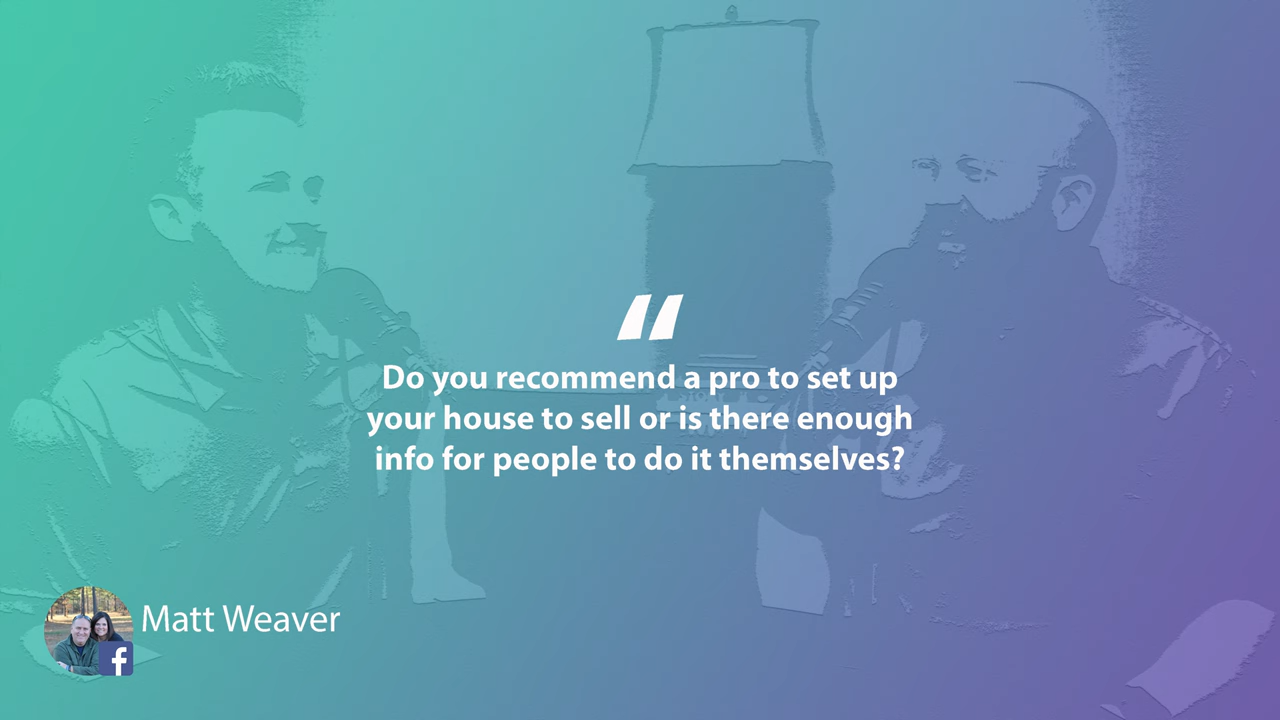 “
Do you recommend a pro to set up
your house to sell or is there enough
info for people to do it themselves?
Matt Weaver
f